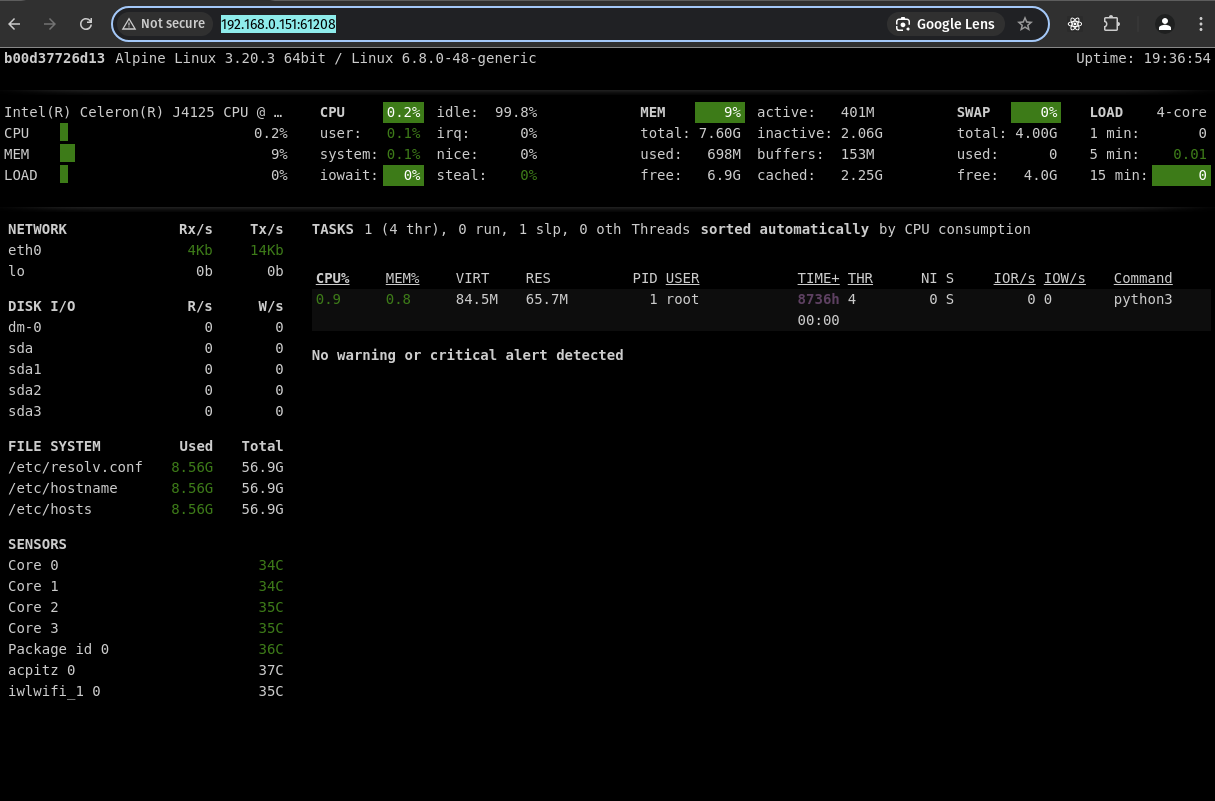 Not secure 192.168.0.151:61208 Google Lens
b00d37726d13 Alpine Linux 3.20.3 64bit / Linux 6.8.0-48-generic Uptime: 19:36:54
Intel(R) Celeron(R) J4125 CPU @ … CPU 0.2% idle: 99.8% MEM 9% active: 401M SWAP 0% LOAD 4-core
CPU 0.2% user: 0.1% irq: 0% total: 7.60G inactive: 2.06G total: 4.00G 1 min: 0
MEM 9% system: 0.1% nice: 0% used: 698M buffers: 153M used: 0 5 min: 0.01
LOAD 0% iowait: 0% steal: 0% free: 6.9G cached: 2.25G free: 4.0G 15 min: 0
NETWORK Rx/s Tx/s
eth0 4Kb 14Kb
lo 0b 0b
DISK I/O R/s W/s
dm-0 0 0
sda 0 0
sda1 0 0
sda2 0 0
sda3 0 0
FILE SYSTEM Used Total
/etc/resolv.conf 8.56G 56.9G
/etc/hostname 8.56G 56.9G
/etc/hosts 8.56G 56.9G
SENSORS
Core 0 34C
Core 1 34C
Core 2 35C
Core 3 35C
Package id 0 36C
acpitz 0 37C
iwlwifi_1 0 35C
TASKS 1 (4 thr), 0 run, 1 slp, 0 oth Threads sorted automatically by CPU consumption
CPU% MEM% VIRT RES PID USER TIME+ THR NI S IOR/s IOW/s Command
0.9 0.8 84.5M 65.7M 1 root 8736h 4 0 S 0 0 python3
00:00
No warning or critical alert detected